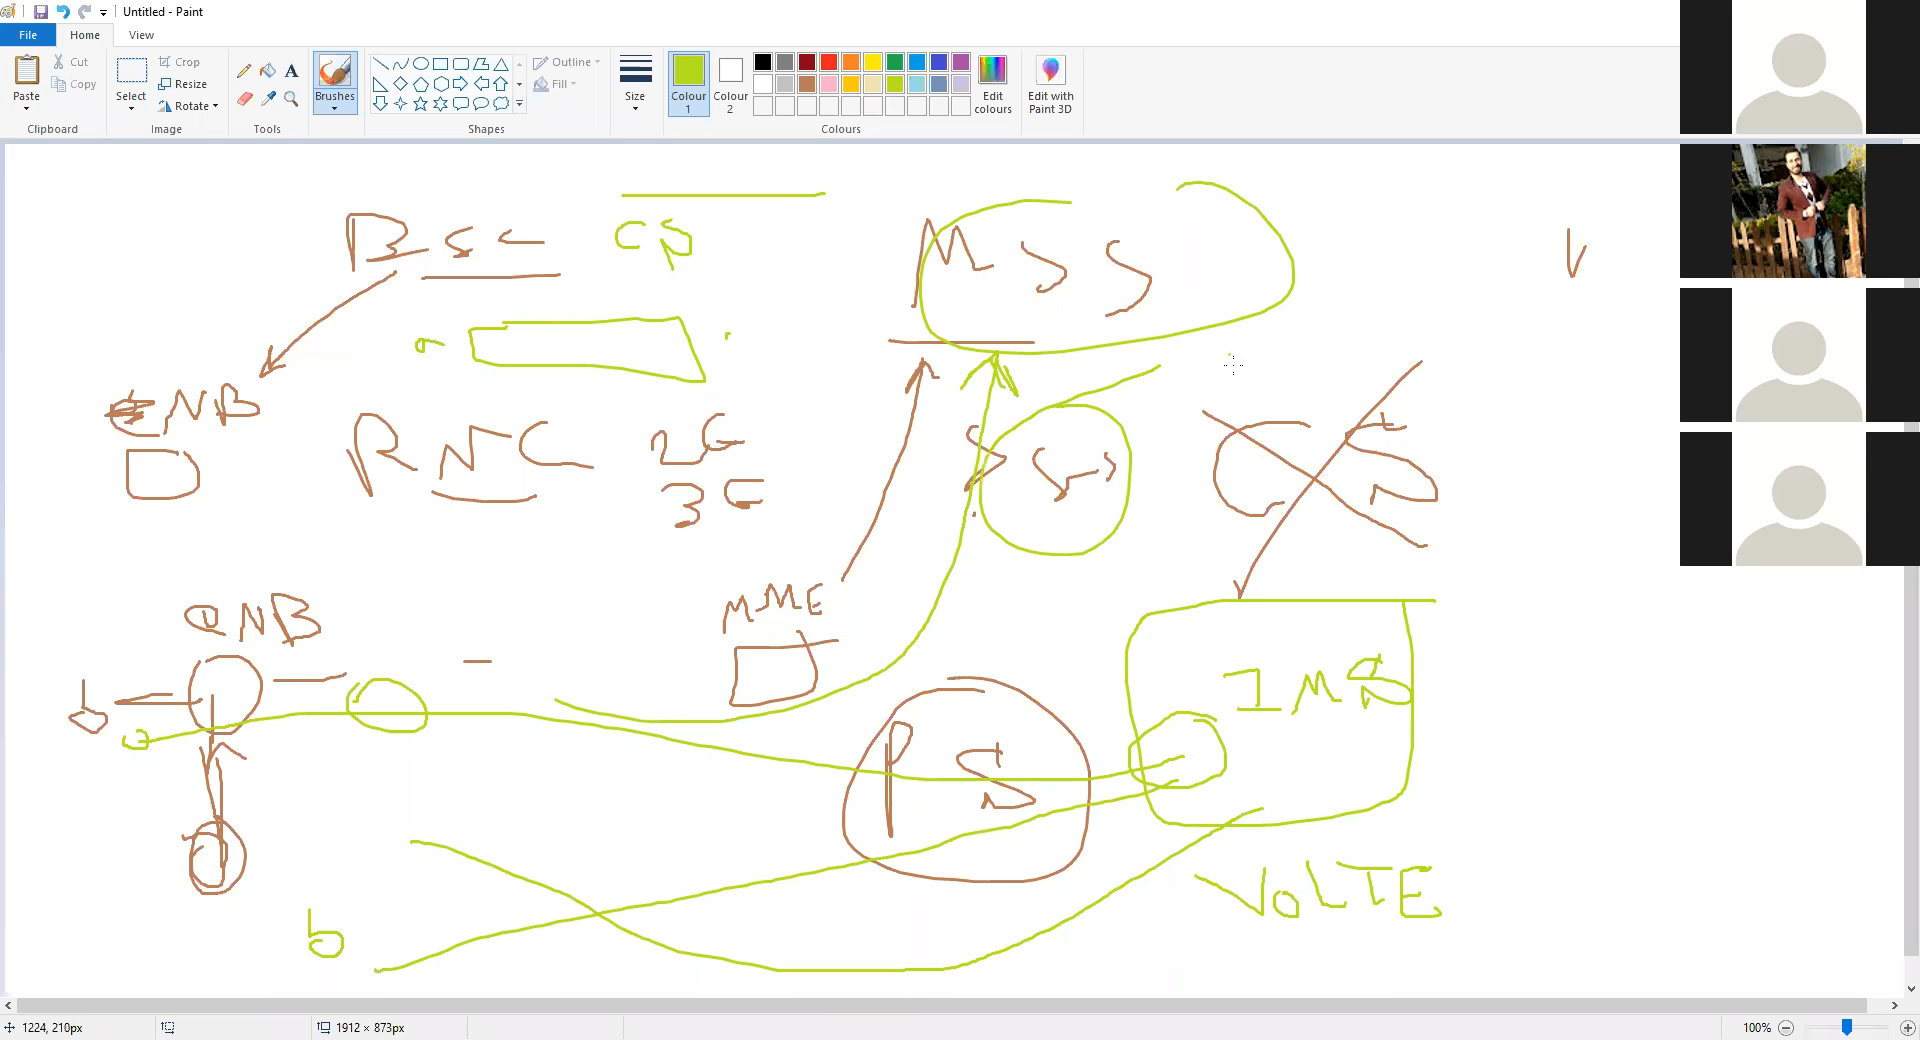 Untitled - Paint
File Home View
Paste
Cut
Copy
Clipboard
Select
Crop
Resize
Rotate
Image
Tools
Brushes
Shapes
Outline
Fill
Size
Colour 1
Colour 2
Edit colours
Edit with Paint 3D
Colours
BSC
MSS
eNB
RNC
2G
3G
eNB
MME
b
a
PS
IMS
b
VOLTE
1224, 210px
1912 × 873px
100%